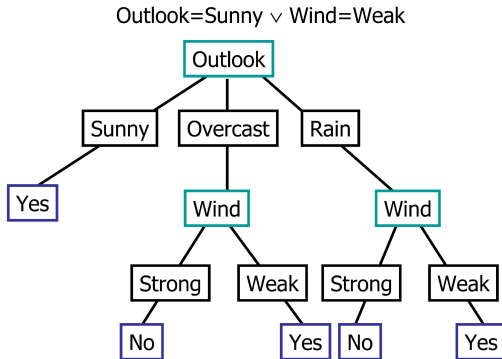 Outlook=Sunny ∨ Wind=Weak
Outlook
Sunny Overcast Rain
Yes Wind Wind
Strong Weak Strong Weak
No Yes No Yes